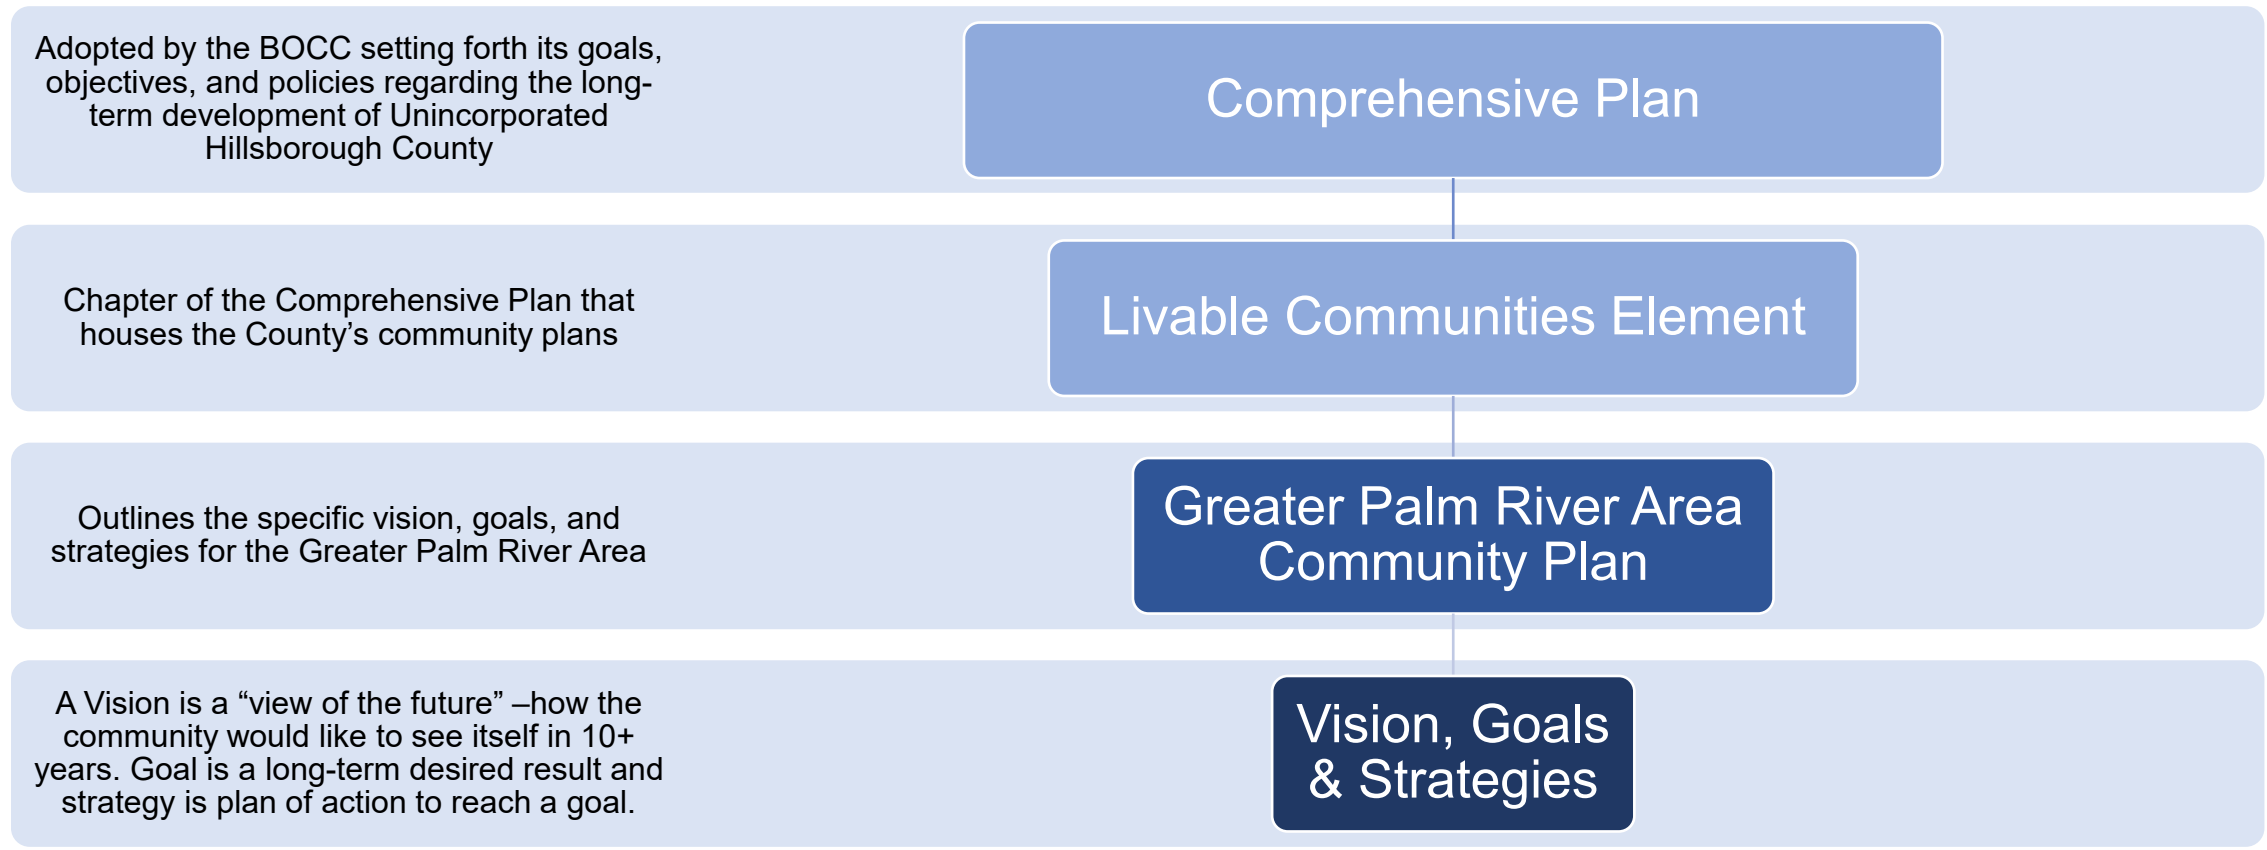 Adopted by the BOCC setting forth its goals,
objectives, and policies regarding the long-
term development of Unincorporated
Hillsborough County
Comprehensive Plan
Chapter of the Comprehensive Plan that
houses the County’s community plans
Livable Communities Element
Outlines the specific vision, goals, and
strategies for the Greater Palm River Area
Greater Palm River Area
Community Plan
A Vision is a “view of the future” –how the
community would like to see itself in 10+
years. Goal is a long-term desired result and
strategy is plan of action to reach a goal.
Vision, Goals
& Strategies